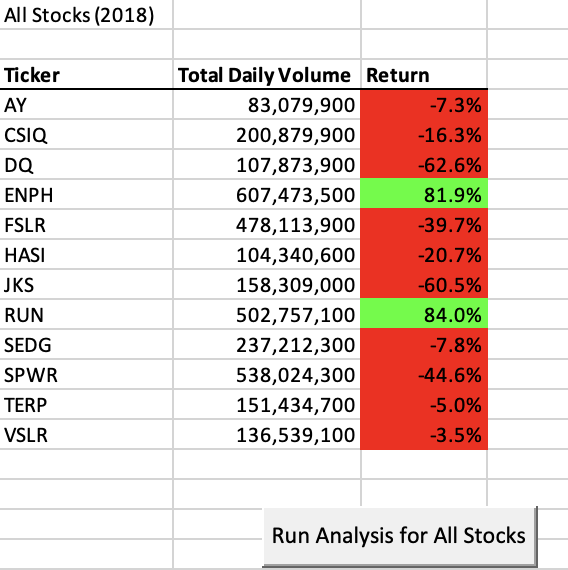 All Stocks (2018)
Ticker Total Daily Volume Return
AY 83,079,900 -7.3%
CSIQ 200,879,900 -16.3%
DQ 107,873,900 -62.6%
ENPH 607,473,500 81.9%
FSLR 478,113,900 -39.7%
HASI 104,340,600 -20.7%
JKS 158,309,000 -60.5%
RUN 502,757,100 84.0%
SEDG 237,212,300 -7.8%
SPWR 538,024,300 -44.6%
TERP 151,434,700 -5.0%
VSLR 136,539,100 -3.5%
Run Analysis for All Stocks